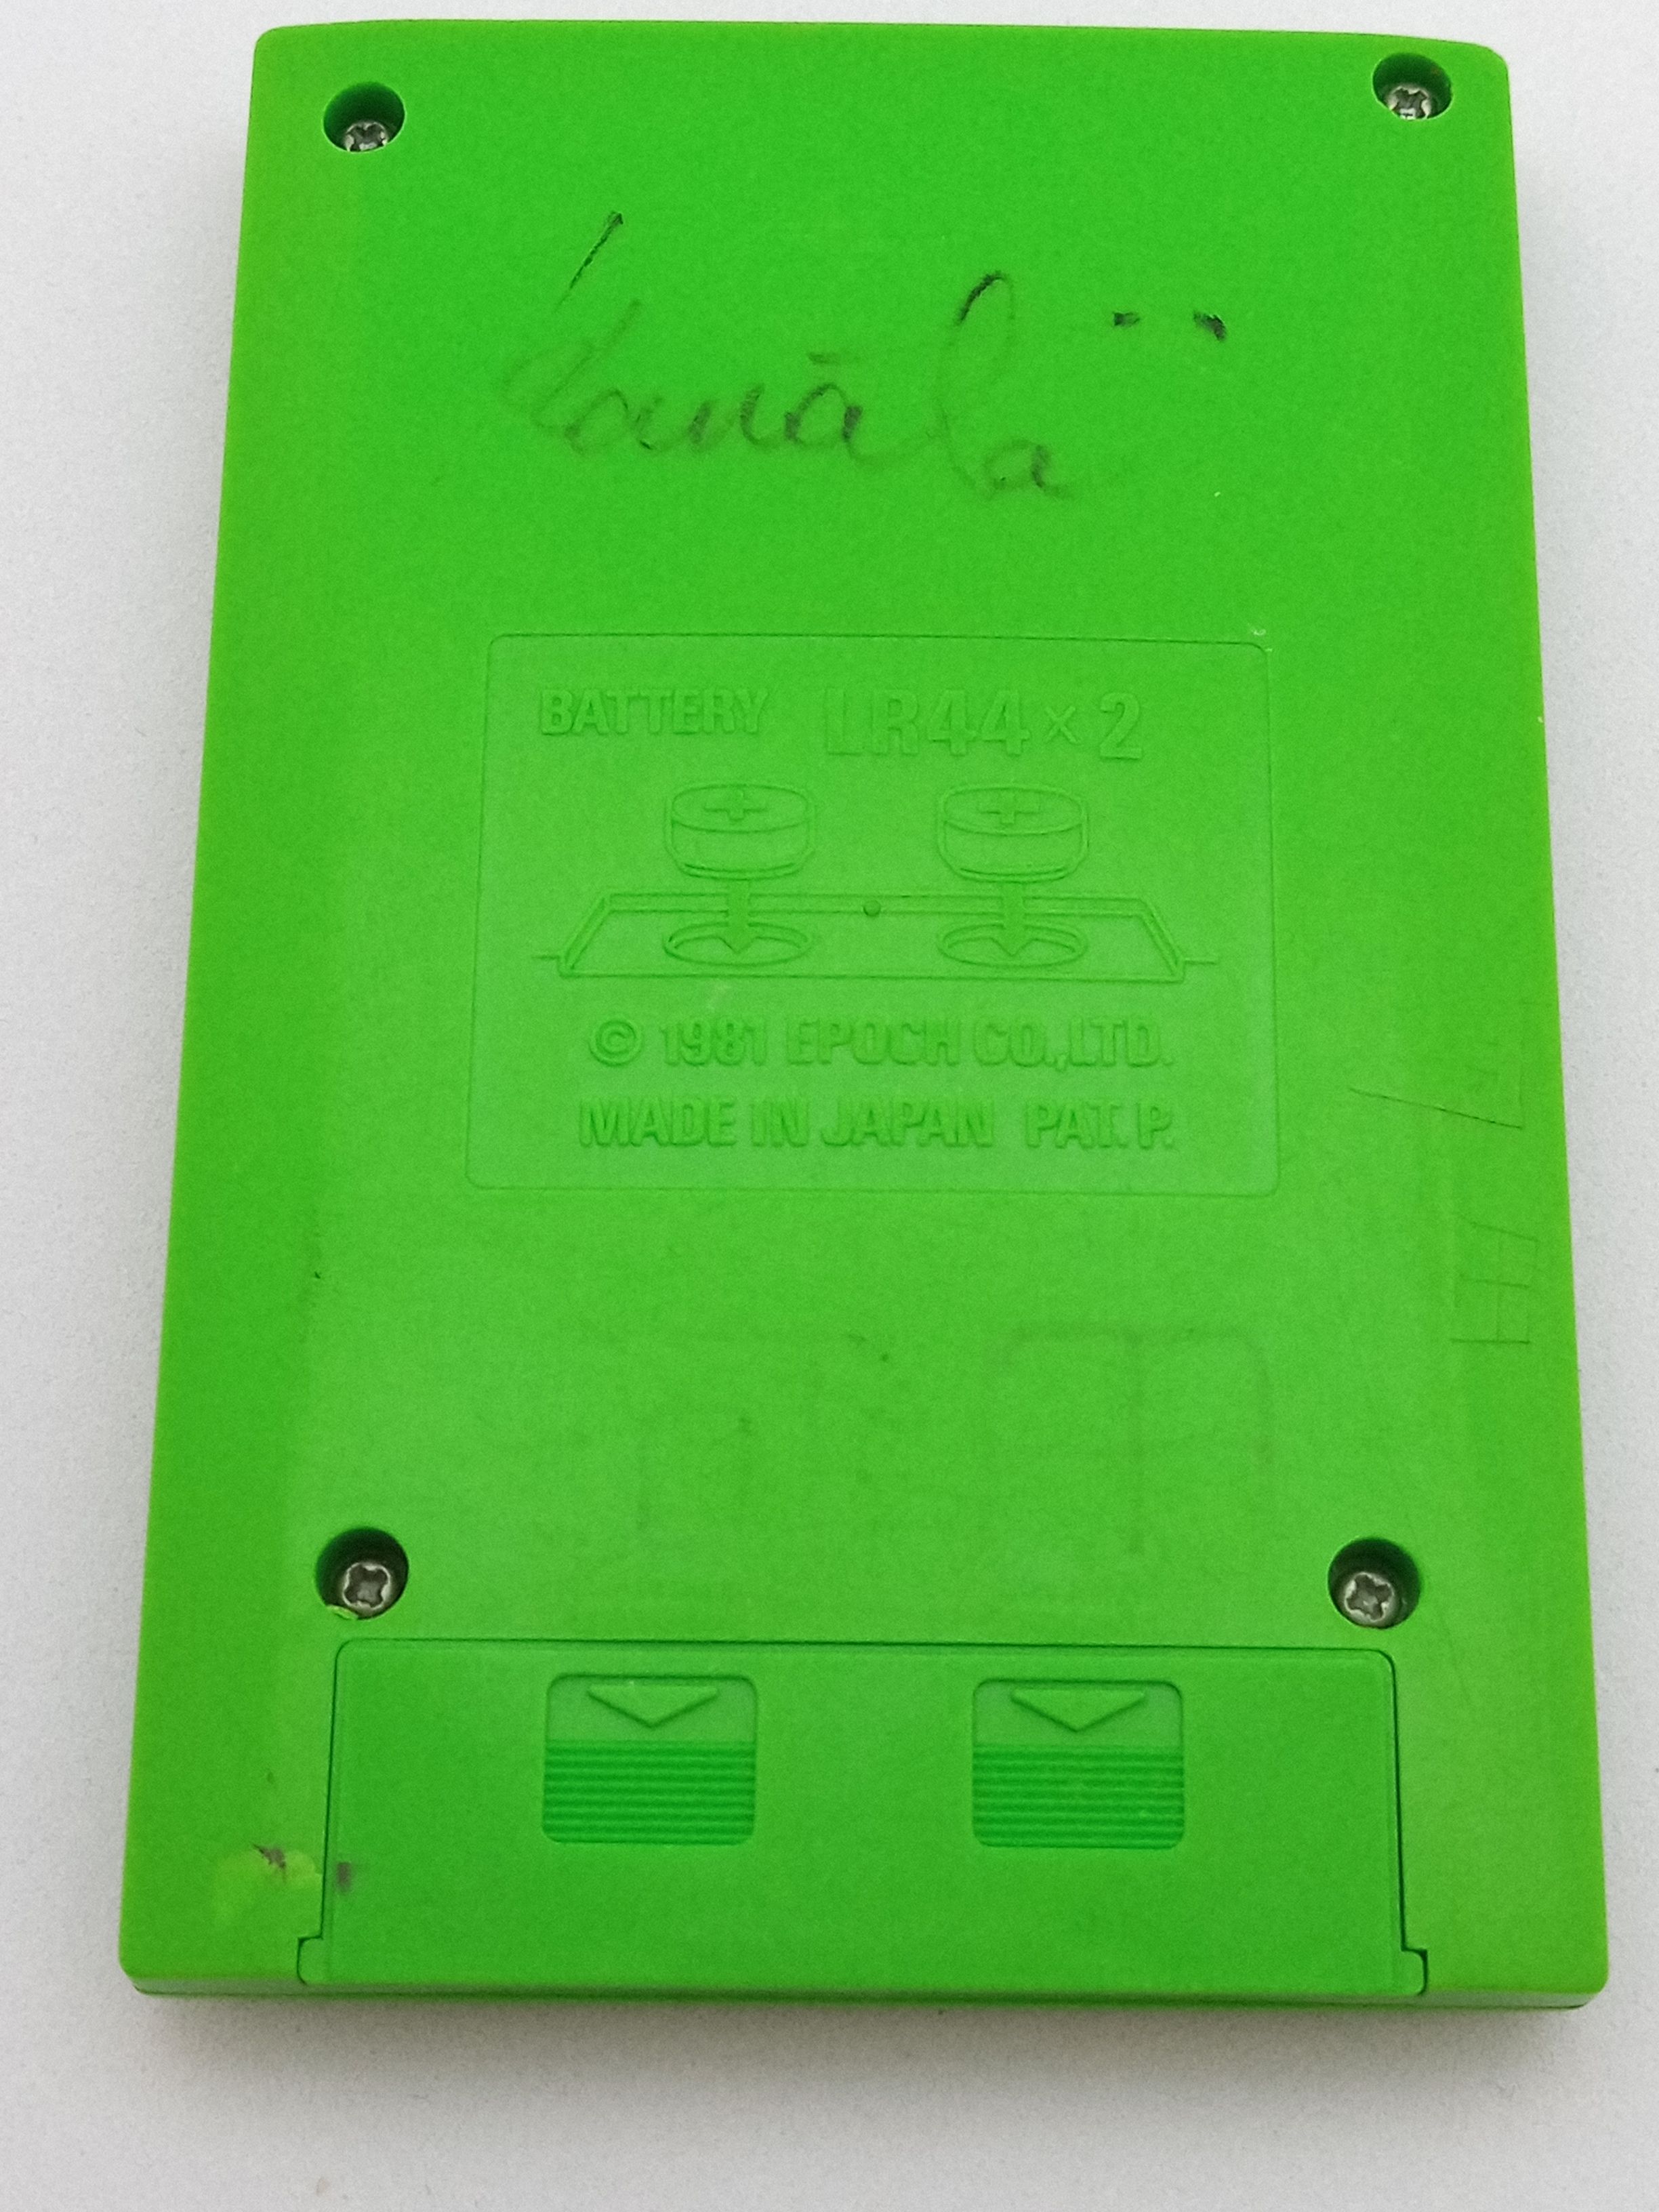 BATTERY LR44×2
© 1981 EPOCH CO.,LTD.
MADE IN JAPAN PAT. P.